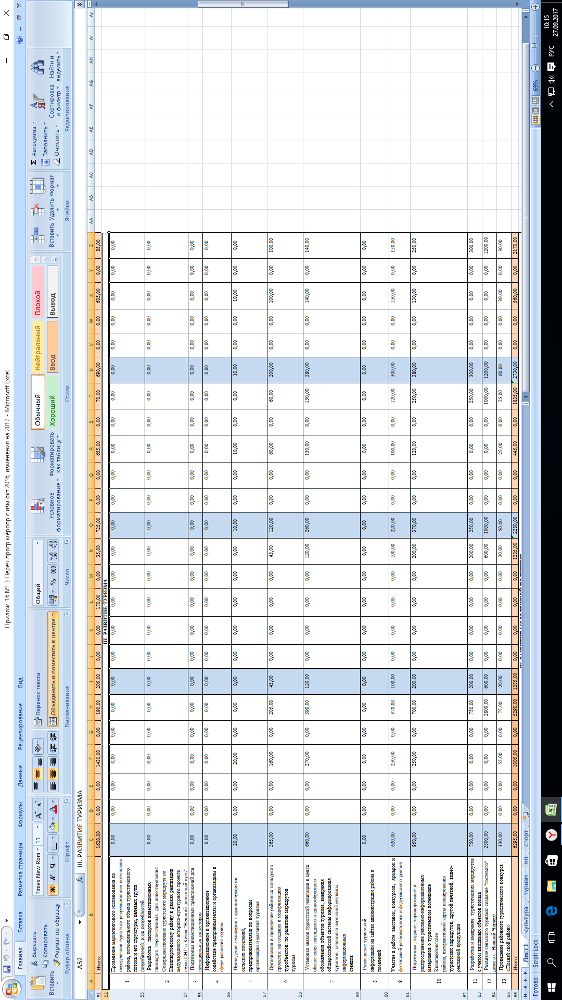 Прилож 16 № 3 Переч прогр меропр с изм окт 2016, изменения на 2017 - Microsoft Excel
Главная Вставка Разметка страницы Формулы Данные Рецензирование Вид
Вставить
Вырезать
Копировать
Формат по образцу
Буфер обмена
Times New Rom 11
Ж К Ч
Шрифт
Перенос текста
Объединить и поместить в центре
Выравнивание
Общий
% 000
Число
Условное форматирование
Форматировать как таблицу
Обычный Нейтральный Плохой
Хороший Ввод Вывод
Стили
Вставить Удалить Формат
Ячейки
Σ Автосумма
Заполнить
Очистить
Сортировка и фильтр
Найти и выделить
Редактирование
A52 fx III. РАЗВИТИЕ ТУРИЗМА
A B C D E F G H I J K L M N O P Q R S T U V W X Y Z AA AB AC AD AE AF AG AH AI AJ
51 Итого: 1620,00 0,00 0,00 1430,00 0,00 190,00 205,00 0,00 0,00 170,00 0,00 35,00 725,00 0,00 0,00 655,00 0,00 70,00 690,00 0,00 0,00 605,00 0,00 85,00
52 III. РАЗВИТИЕ ТУРИЗМА
53 1 Проведение маркетингового исследования по
определению туристско-рекреационного потенциала
района, потенциального объема туристического
потока и его структуры, целевых групп
потребителей и их потребностей
0,00 0,00 0,00 0,00 0,00 0,00 0,00 0,00 0,00 0,00 0,00 0,00 0,00 0,00 0,00 0,00 0,00 0,00 0,00 0,00 0,00 0,00 0,00 0,00
54 2 Разработка паспортов инвестиционных
площадок, перспективных для инвестирования.
Совершенствование туристского маршрута по
Кизилюртовскому району в рамках реализации
международного историко-культурного проекта
стран СНГ и Китая "Великий шелковый путь"
0,00 0,00 0,00 0,00 0,00 0,00 0,00 0,00 0,00 0,00 0,00 0,00 0,00 0,00 0,00 0,00 0,00 0,00 0,00 0,00 0,00 0,00 0,00 0,00
55 3 Подготовка инвестиционных предложений для
потенциальных инвесторов
0,00 0,00 0,00 0,00 0,00 0,00 0,00 0,00 0,00 0,00 0,00 0,00 0,00 0,00 0,00 0,00 0,00 0,00 0,00 0,00 0,00 0,00 0,00 0,00
56 4 Информационное и организационное
содействие предпринимателям и организациям в
сфере развития туризм
0,00 0,00 0,00 0,00 0,00 0,00 0,00 0,00 0,00 0,00 0,00 0,00 0,00 0,00 0,00 0,00 0,00 0,00 0,00 0,00 0,00 0,00 0,00 0,00
57 5 Проведение семинаров с администрациями
сельских поселений,
предпринимателями по вопросам
организации и развития туризма
20,00 0,00 0,00 20,00 0,00 0,00 0,00 0,00 0,00 0,00 0,00 0,00 10,00 0,00 0,00 10,00 0,00 0,00 10,00 0,00 0,00 10,00 0,00 0,00
58 6 Организация и проведение районных конкурсов
проектов: на создание и модернизацию
туробъектов; по развитию маршрутов
туризма
365,00 0,00 0,00 160,00 0,00 205,00 45,00 0,00 0,00 0,00 0,00 45,00 120,00 0,00 0,00 60,00 0,00 60,00 200,00 0,00 0,00 100,00 0,00 100,00
59 7 Установка знаков туристской навигации в целях
обеспечения наглядного и единообразного
обозначения объектов туризма, внедрения
общероссийской системы информирования
туристов, установка наружной рекламы,
информационных
стендов
660,00 0,00 0,00 270,00 0,00 390,00 120,00 0,00 0,00 0,00 0,00 120,00 260,00 0,00 0,00 130,00 0,00 130,00 280,00 0,00 0,00 140,00 0,00 140,00
60 8 Размещение туристской
информации на сайтах администрации района и
поселений
0,00 0,00 0,00 0,00 0,00 0,00 0,00 0,00 0,00 0,00 0,00 0,00 0,00 0,00 0,00 0,00 0,00 0,00 0,00 0,00 0,00 0,00 0,00 0,00
61 9 Участие в работе выставок, конкурсов, ярмарок и
фестивалей регионального и федерального уровня
620,00 0,00 0,00 250,00 0,00 370,00 100,00 0,00 0,00 0,00 0,00 100,00 220,00 0,00 0,00 100,00 0,00 120,00 300,00 0,00 0,00 150,00 0,00 150,00
62 10 Подготовка, издание, тиражирование и
распространение рекламно-информационных
материалов о туристическом потенциале
Кизилюртовского
района, интерактивной карты планирования
туристских маршрутов, другой печатной, видео-
рекламной продукции
950,00 0,00 0,00 250,00 0,00 700,00 200,00 0,00 0,00 0,00 0,00 200,00 370,00 0,00 0,00 120,00 0,00 250,00 380,00 0,00 0,00 130,00 0,00 250,00
63 11 Разработка и внедрение туристических маршрутов
с учетом вводимых объектов показа
750,00 0,00 0,00 0,00 0,00 750,00 200,00 0,00 0,00 0,00 0,00 200,00 250,00 0,00 0,00 0,00 0,00 250,00 300,00 0,00 0,00 0,00 0,00 300,00
64 12 Развитие сельского туризма: создание "гостевого"
дома в с. Нижний Чирюрт
2800,00 0,00 0,00 0,00 0,00 2800,00 600,00 0,00 0,00 0,00 0,00 600,00 1000,00 0,00 0,00 0,00 0,00 1000,00 1200,00 0,00 0,00 0,00 0,00 1200,00
65 13 Проведение районного туристического конкурса
«Познай свой район»
130,00 0,00 0,00 55,00 0,00 75,00 20,00 0,00 0,00 0,00 0,00 20,00 50,00 0,00 0,00 25,00 0,00 25,00 60,00 0,00 0,00 30,00 0,00 30,00
66 Итого: 6295,00 0,00 0,00 1005,00 0,00 5290,00 1285,00 0,00 0,00 0,00 0,00 1285,00 2280,00 0,00 0,00 445,00 0,00 1835,00 2730,00 0,00 0,00 560,00 0,00 2170,00
Лист1 культура туризм мп спорт
Готово Scroll Lock 69%
РУС 10:15
27.09.2017